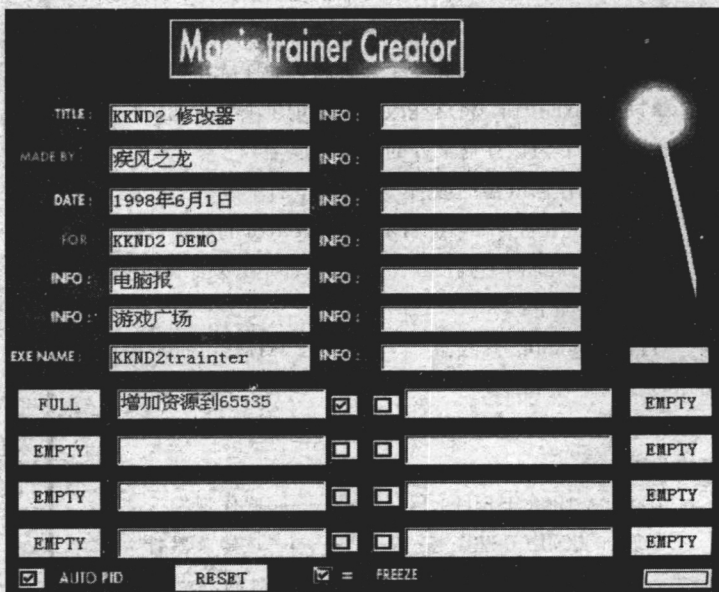 Magic trainer Creator
TITLE : KKND2 修改器 INFO :
MADE BY 疾风之龙 INFO :
DATE : 1998年6月1日 INFO :
FOR KKND2 DEMO INFO :
INFO : 电脑报 INFO :
INFO : 游戏广场 INFO :
EXE NAME : KKND2trainter INFO :
FULL 增加资源到65535 EMPTY
EMPTY EMPTY
EMPTY EMPTY
EMPTY EMPTY
AUTO PID RESET = FREEZE